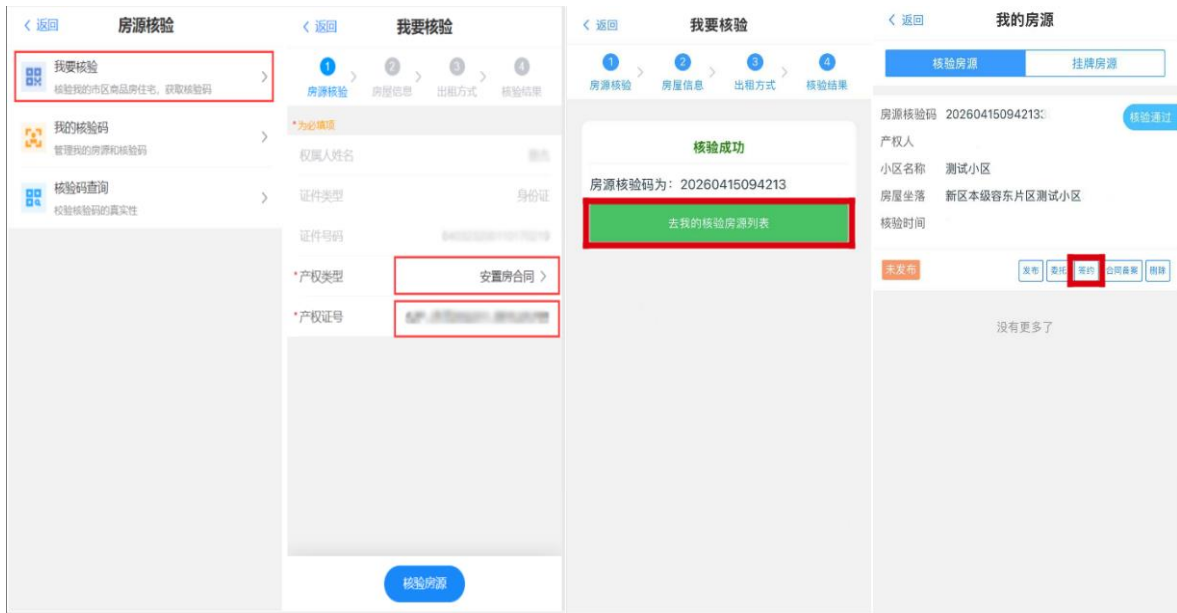 返回
房源核验
我要核验
核验我的市区商品房住宅，获取核验码
我的核验码
管理我的房源和核验码
核验码查询
校验核验码的真实性
返回
我要核验
1 2 3 4
房源核验 房屋信息 出租方式 核验结果
*为必填项
权属人姓名
证件类型 身份证
证件号码
*产权类型 安置房合同
*产权证号
核验房源
返回
我要核验
1 2 3 4
房源核验 房屋信息 出租方式 核验结果
核验成功
房源核验码为：20260415094213
去我的核验房源列表
返回
我的房源
核验房源 挂牌房源
房源核验码 20260415094213
核验通过
产权人
小区名称 测试小区
房屋坐落 新区本级容东片区测试小区
核验时间
未发布
发布 委托 签约 合同备案 删除
没有更多了